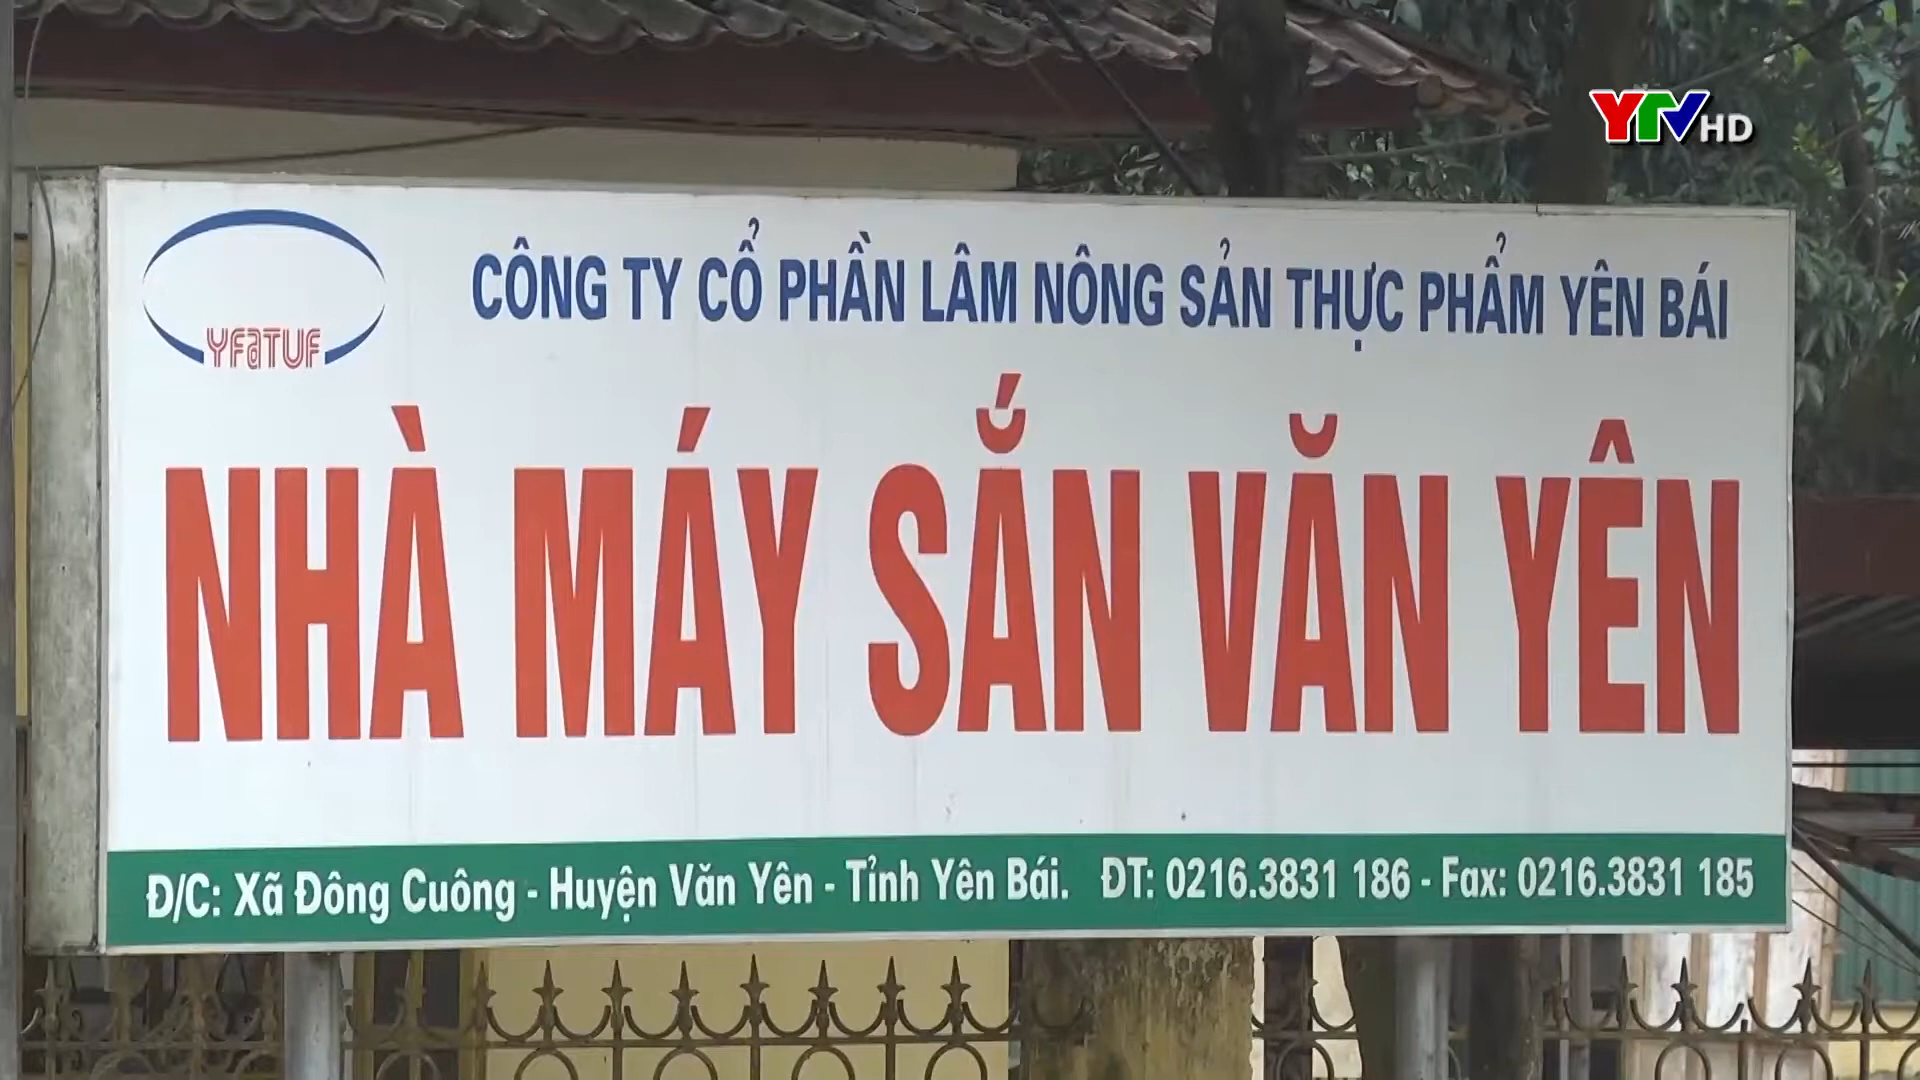 YTV HD
CÔNG TY CỔ PHẦN LÂM NÔNG SẢN THỰC PHẨM YÊN BÁI
YFATUF
NHÀ MÁY SẮN VĂN YÊN
Đ/C: Xã Đông Cuông - Huyện Văn Yên - Tỉnh Yên Bái. ĐT: 0216.3831 186 - Fax: 0216.3831 185